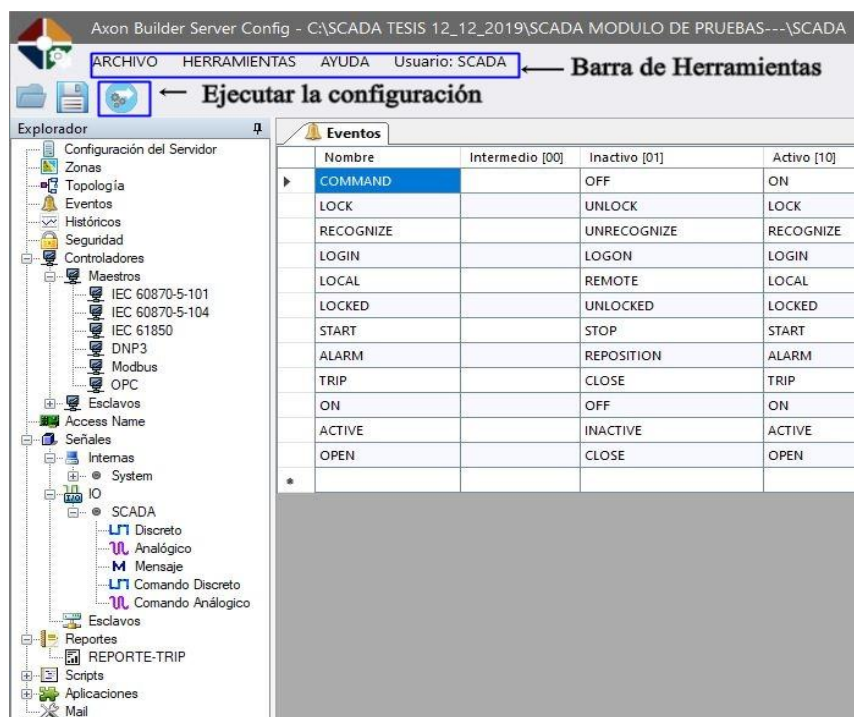 Axon Builder Server Config - C:\SCADA TESIS 12_12_2019\SCADA MODULO DE PRUEBAS---\SCADA
ARCHIVO HERRAMIENTAS AYUDA Usuario: SCADA
Barra de Herramientas
Ejecutar la configuración
Explorador
Configuración del Servidor
Zonas
Topología
Eventos
Históricos
Seguridad
Controladores
Maestros
IEC 60870-5-101
IEC 60870-5-104
IEC 61850
DNP3
Modbus
OPC
Esclavos
Access Name
Señales
Internas
System
IO
SCADA
Discreto
Analógico
Mensaje
Comando Discreto
Comando Análogico
Esclavos
Reportes
REPORTE-TRIP
Scripts
Aplicaciones
Mail
Eventos
Nombre Intermedio [00] Inactivo [01] Activo [10]
COMMAND OFF ON
LOCK UNLOCK LOCK
RECOGNIZE UNRECOGNIZE RECOGNIZE
LOGIN LOGON LOGIN
LOCAL REMOTE LOCAL
LOCKED UNLOCKED LOCKED
START STOP START
ALARM REPOSITION ALARM
TRIP CLOSE TRIP
ON OFF ON
ACTIVE INACTIVE ACTIVE
OPEN CLOSE OPEN